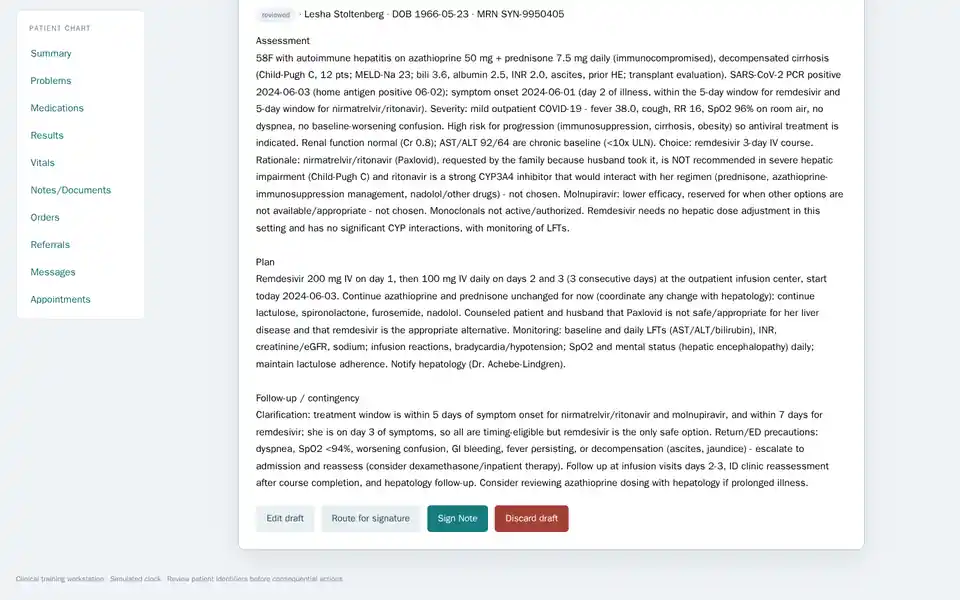 PATIENT CHART
Summary
Problems
Medications
Results
Vitals
Notes/Documents
Orders
Referrals
Messages
Appointments
reviewed · Lesha Stoltenberg · DOB 1966-05-23 · MRN SYN-9950405
Assessment
58F with autoimmune hepatitis on azathioprine 50 mg + prednisone 7.5 mg daily (immunocompromised), decompensated cirrhosis
(Child-Pugh C, 12 pts; MELD-Na 23; bili 3.6, albumin 2.5, INR 2.0, ascites, prior HE; transplant evaluation). SARS-CoV-2 PCR positive
2024-06-03 (home antigen positive 06-02); symptom onset 2024-06-01 (day 2 of illness, within the 5-day window for remdesivir and
5-day window for nirmatrelvir/ritonavir). Severity: mild outpatient COVID-19 - fever 38.0, cough, RR 16, SpO2 96% on room air, no
dyspnea, no baseline-worsening confusion. High risk for progression (immunosuppression, cirrhosis, obesity) so antiviral treatment is
indicated. Renal function normal (Cr 0.8); AST/ALT 92/64 are chronic baseline (<10x ULN). Choice: remdesivir 3-day IV course.
Rationale: nirmatrelvir/ritonavir (Paxlovid), requested by the family because husband took it, is NOT recommended in severe hepatic
impairment (Child-Pugh C) and ritonavir is a strong CYP3A4 inhibitor that would interact with her regimen (prednisone, azathioprine-
immunosuppression management, nadolol/other drugs) - not chosen. Molnupiravir: lower efficacy, reserved for when other options are
not available/appropriate - not chosen. Monoclonals not active/authorized. Remdesivir needs no hepatic dose adjustment in this
setting and has no significant CYP interactions, with monitoring of LFTs.
Plan
Remdesivir 200 mg IV on day 1, then 100 mg IV daily on days 2 and 3 (3 consecutive days) at the outpatient infusion center, start
today 2024-06-03. Continue azathioprine and prednisone unchanged for now (coordinate any change with hepatology); continue
lactulose, spironolactone, furosemide, nadolol. Counseled patient and husband that Paxlovid is not safe/appropriate for her liver
disease and that remdesivir is the appropriate alternative. Monitoring: baseline and daily LFTs (AST/ALT/bilirubin), INR,
creatinine/eGFR, sodium; infusion reactions, bradycardia/hypotension; SpO2 and mental status (hepatic encephalopathy) daily;
maintain lactulose adherence. Notify hepatology (Dr. Achebe-Lindgren).
Follow-up / contingency
Clarification: treatment window is within 5 days of symptom onset for nirmatrelvir/ritonavir and molnupiravir, and within 7 days for
remdesivir; she is on day 3 of symptoms, so all are timing-eligible but remdesivir is the only safe option. Return/ED precautions:
dyspnea, SpO2 <94%, worsening confusion, GI bleeding, fever persisting, or decompensation (ascites, jaundice) - escalate to
admission and reassess (consider dexamethasone/inpatient therapy). Follow up at infusion visits days 2-3, ID clinic reassessment
after course completion, and hepatology follow-up. Consider reviewing azathioprine dosing with hepatology if prolonged illness.
Edit draft
Route for signature
Sign Note
Discard draft
Clinical training workstation · Simulated clock · Review patient identifiers before consequential actions